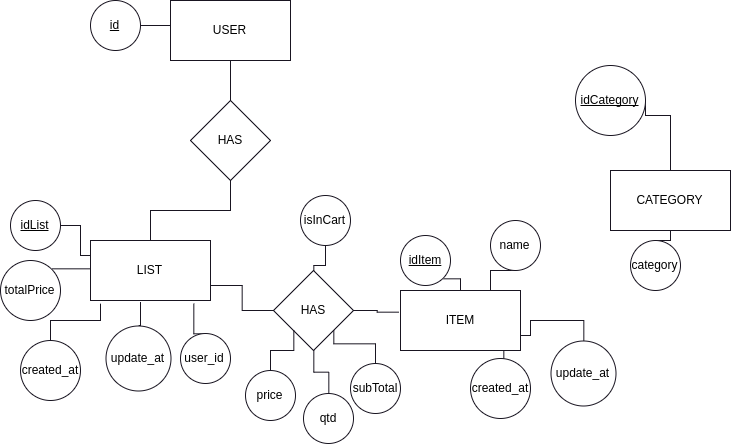 id
USER
idCategory
HAS
CATEGORY
isInCart
idList
name
idItem
category
LIST
totalPrice
HAS
ITEM
created_at
update_at
user_id
price
subTotal
qtd
created_at
update_at